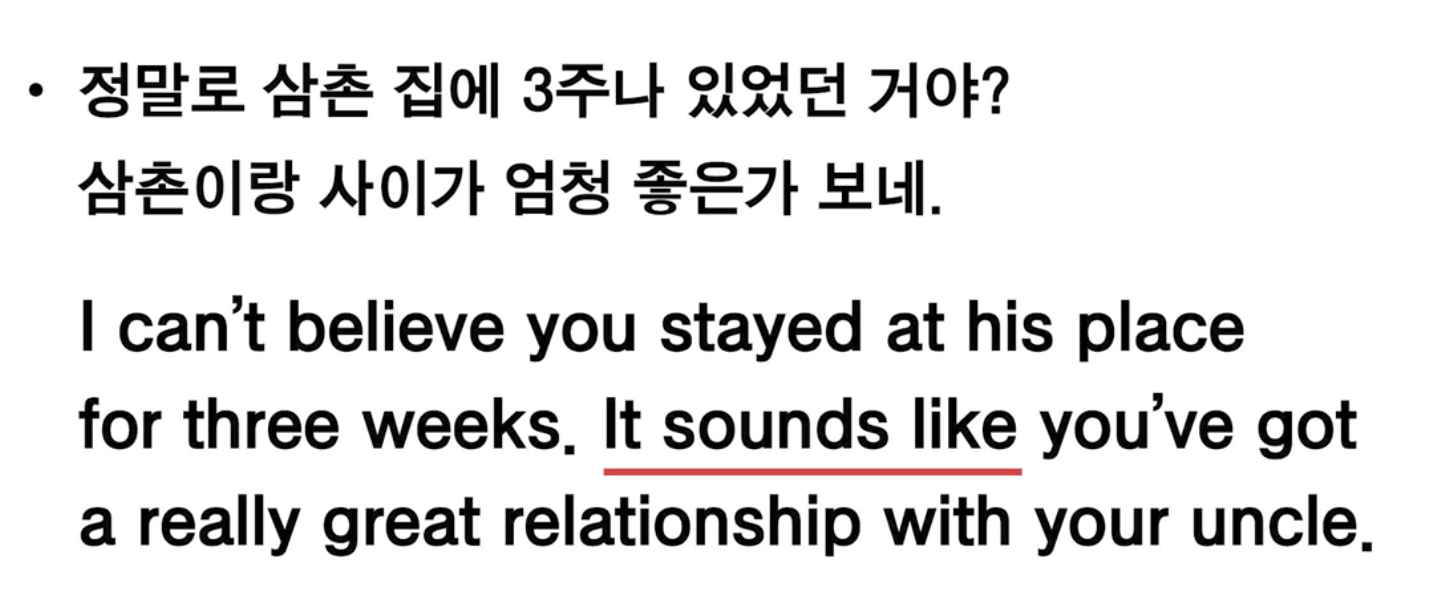 • 정말로 삼촌 집에 3주나 있었던 거야?
삼촌이랑 사이가 엄청 좋은가 보네.
I can’t believe you stayed at his place
for three weeks. It sounds like you’ve got
a really great relationship with your uncle.